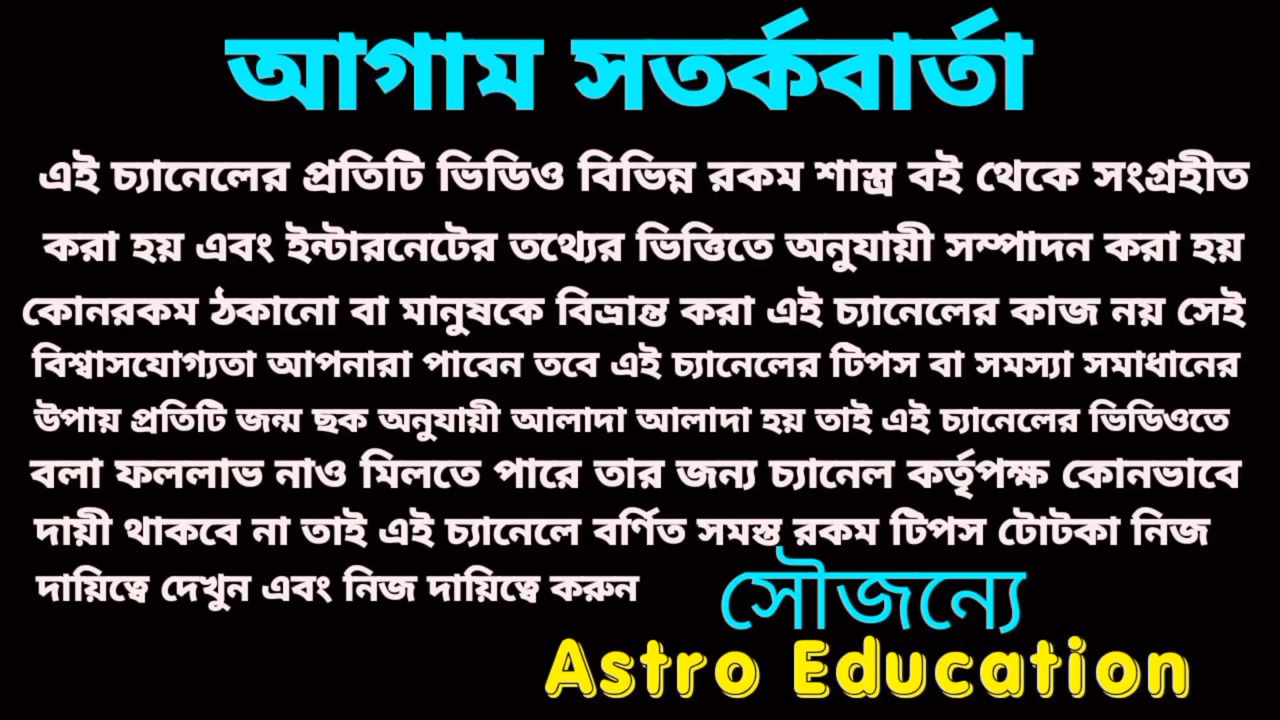 আগাম সতর্কবার্তা
এই চ্যানেলের প্রতিটি ভিডিও বিভিন্ন রকম শাস্ত্র বই থেকে সংগ্রহীত
করা হয় এবং ইন্টারনেটের তথ্যের ভিত্তিতে অনুযায়ী সম্পাদন করা হয়
কোনরকম ঠকানো বা মানুষকে বিভ্রান্ত করা এই চ্যানেলের কাজ নয় সেই
বিশ্বাসযোগ্যতা আপনারা পাবেন তবে এই চ্যানেলের টিপস বা সমস্যা সমাধানের
উপায় প্রতিটি জন্ম ছক অনুযায়ী আলাদা আলাদা হয় তাই এই চ্যানেলের ভিডিওতে
বলা ফললাভ নাও মিলতে পারে তার জন্য চ্যানেল কর্তৃপক্ষ কোনভাবে
দায়ী থাকবে না তাই এই চ্যানেলে বর্ণিত সমস্ত রকম টিপস টোটকা নিজ
দায়িত্বে দেখুন এবং নিজ দায়িত্বে করুন
সৌজন্যে
Astro Education